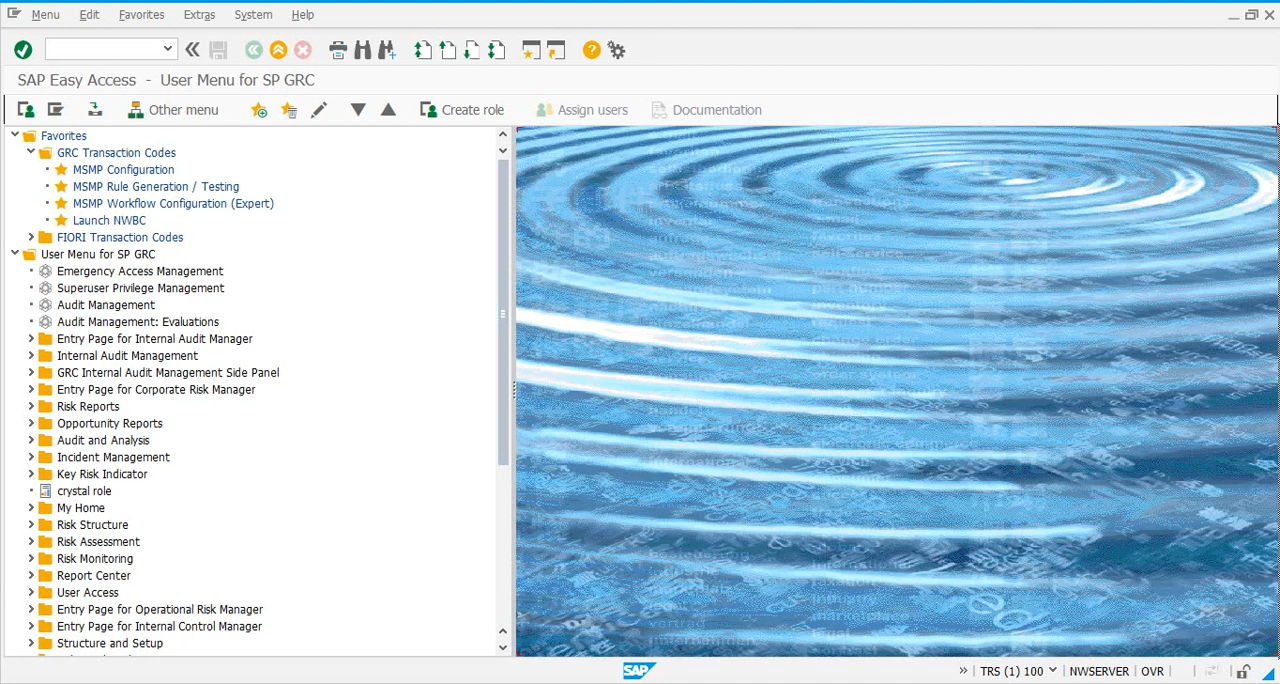 Menu Edit Favorites Extras System Help
SAP Easy Access - User Menu for SP GRC
Other menu Create role Assign users Documentation
Favorites
GRC Transaction Codes
MSMP Configuration
MSMP Rule Generation / Testing
MSMP Workflow Configuration (Expert)
Launch NWBC
FIORI Transaction Codes
User Menu for SP GRC
Emergency Access Management
Superuser Privilege Management
Audit Management
Audit Management: Evaluations
Entry Page for Internal Audit Manager
Internal Audit Management
GRC Internal Audit Management Side Panel
Entry Page for Corporate Risk Manager
Risk Reports
Opportunity Reports
Audit and Analysis
Incident Management
Key Risk Indicator
crystal role
My Home
Risk Structure
Risk Assessment
Risk Monitoring
Report Center
User Access
Entry Page for Operational Risk Manager
Entry Page for Internal Control Manager
Structure and Setup
SAP TRS (1) 100 NWSERVER OVR